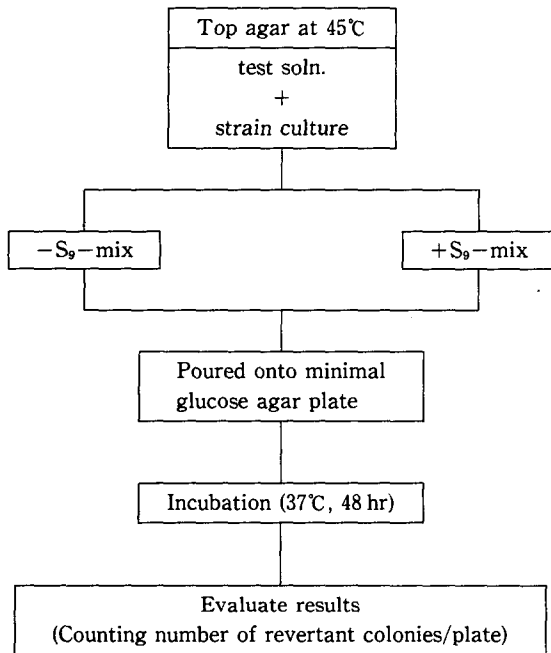 Top agar at 45℃
test soln.
+
strain culture
−S₉−mix
+S₉−mix
Poured onto minimal
glucose agar plate
Incubation (37℃, 48 hr)
Evaluate results
(Counting number of revertant colonies/plate)